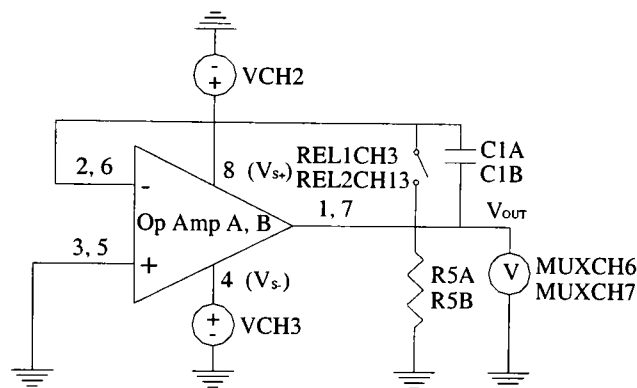 -
+
VCH2
REL1CH3
REL2CH13
C1A
C1B
2, 6
8 (Vs+)
-
Op Amp A, B
1, 7
VOUT
3, 5
+
4 (Vs-)
R5A
R5B
V
MUXCH6
MUXCH7
+
-
VCH3